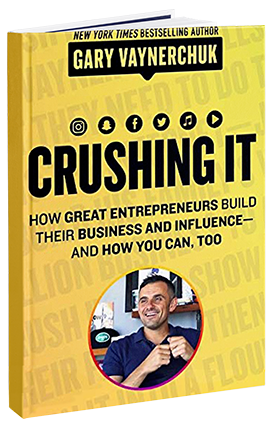 NEW YORK TIMES BESTSELLING AUTHOR
GARY VAYNERCHUK
CRUSHING IT
HOW GREAT ENTREPRENEURS BUILD
THEIR BUSINESS AND INFLUENCE—
AND HOW YOU CAN, TOO